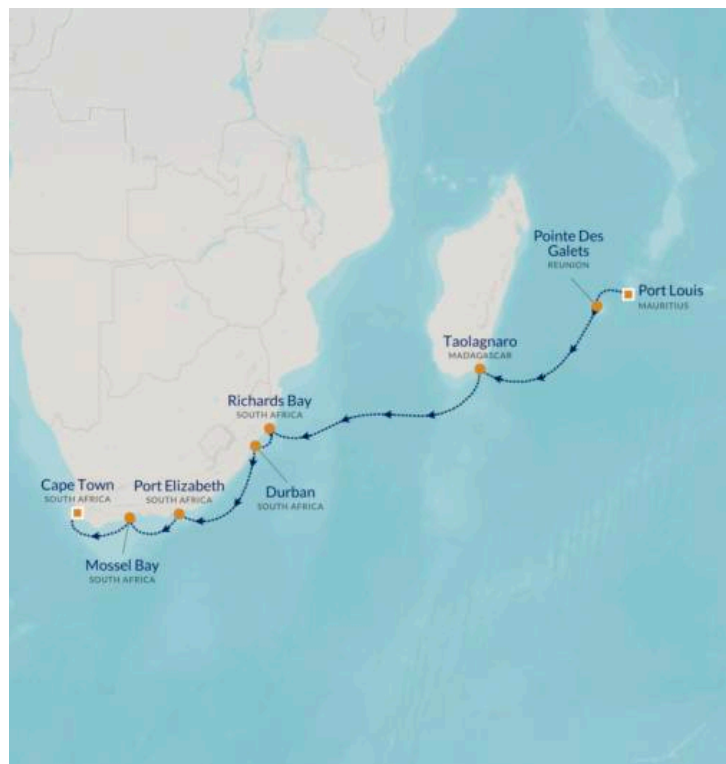 Pointe Des
Galets
REUNION
Port Louis
MAURITIUS
Taolagnaro
MADAGASCAR
Richards Bay
SOUTH AFRICA
Cape Town
SOUTH AFRICA
Port Elizabeth
SOUTH AFRICA
Durban
SOUTH AFRICA
Mossel Bay
SOUTH AFRICA